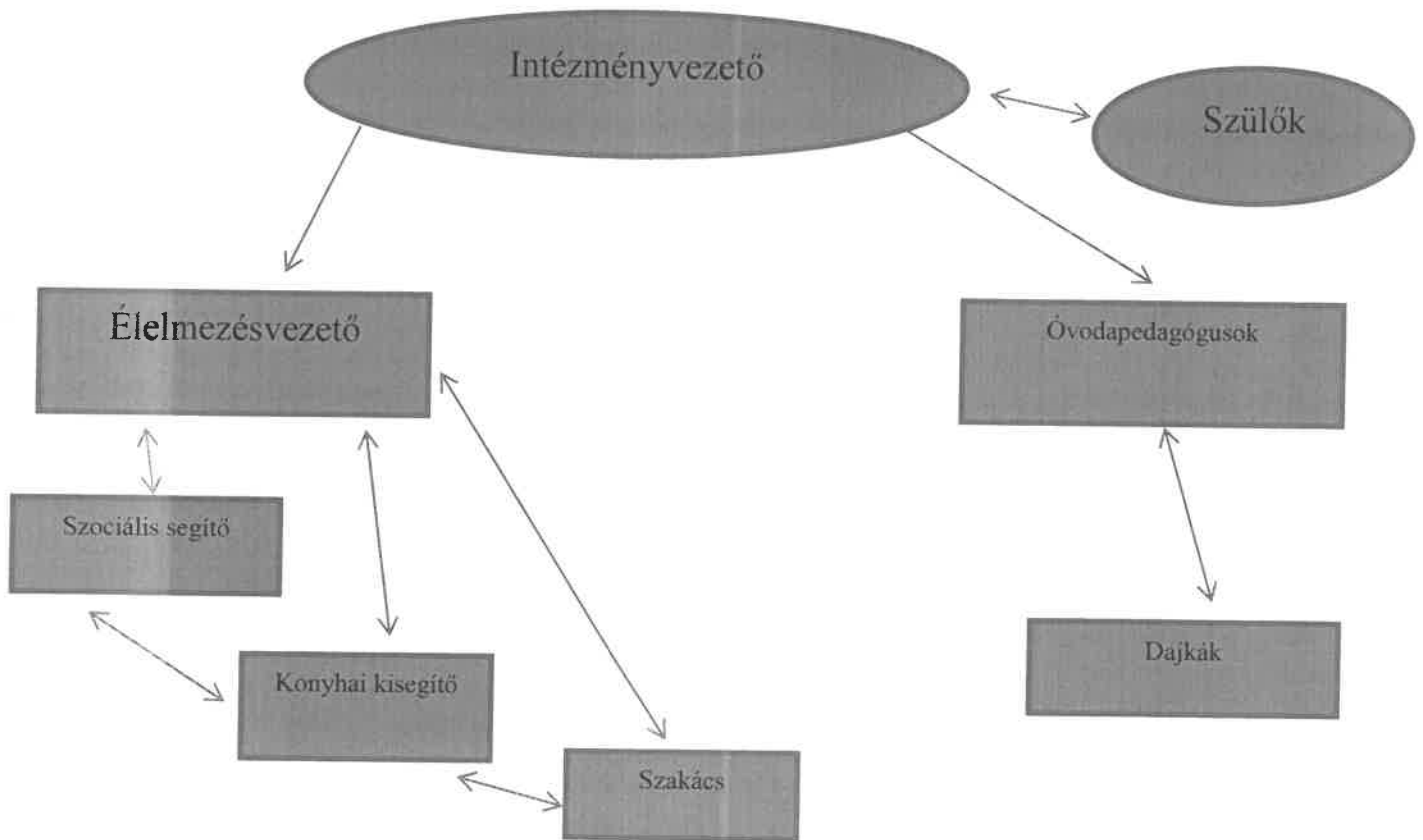 Intézményvezető
Szülők
Élelmezésvezető
Óvodapedagógusok
Szociális segítő
Dajkák
Konyhai kisegítő
Szakács